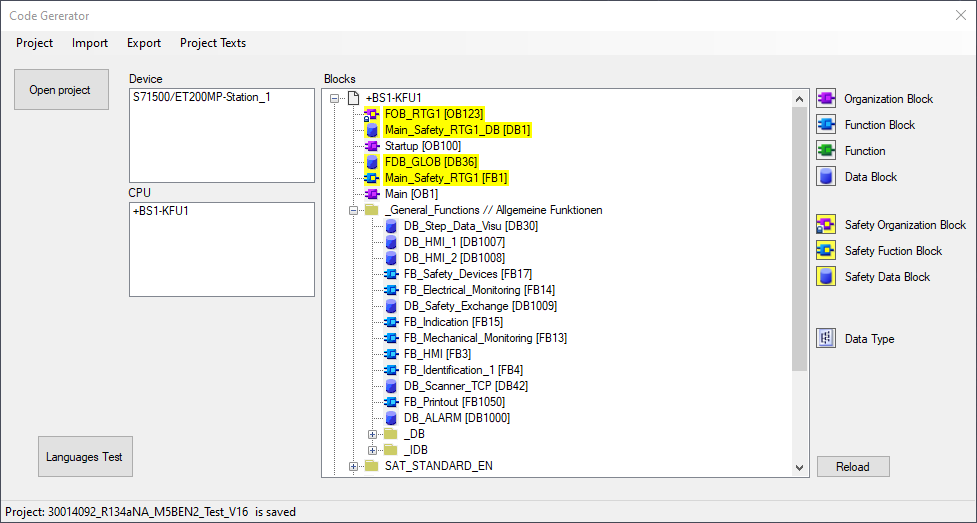 Code Gererator
Project Import Export Project Texts
Open project
Device
S71500/ET200MP-Station_1
CPU
+BS1-KFU1
Languages Test
Blocks
+BS1-KFU1
FOB_RTG1 [OB123]
Main_Safety_RTG1_DB [DB1]
Startup [OB100]
FDB_GLOB [DB36]
Main_Safety_RTG1 [FB1]
Main [OB1]
_General_Functions // Allgemeine Funktionen
DB_Step_Data_Visu [DB30]
DB_HMI_1 [DB1007]
DB_HMI_2 [DB1008]
FB_Safety_Devices [FB17]
FB_Electrical_Monitoring [FB14]
DB_Safety_Exchange [DB1009]
FB_Indication [FB15]
FB_Mechanical_Monitoring [FB13]
FB_HMI [FB3]
FB_Identification_1 [FB4]
DB_Scanner_TCP [DB42]
FB_Printout [FB1050]
DB_ALARM [DB1000]
_DB
_IDB
SAT_STANDARD_EN
Organization Block
Function Block
Function
Data Block
Safety Organization Block
Safety Fuction Block
Safety Data Block
Data Type
Reload
Project: 30014092_R134aNA_M5BEN2_Test_V16 is saved